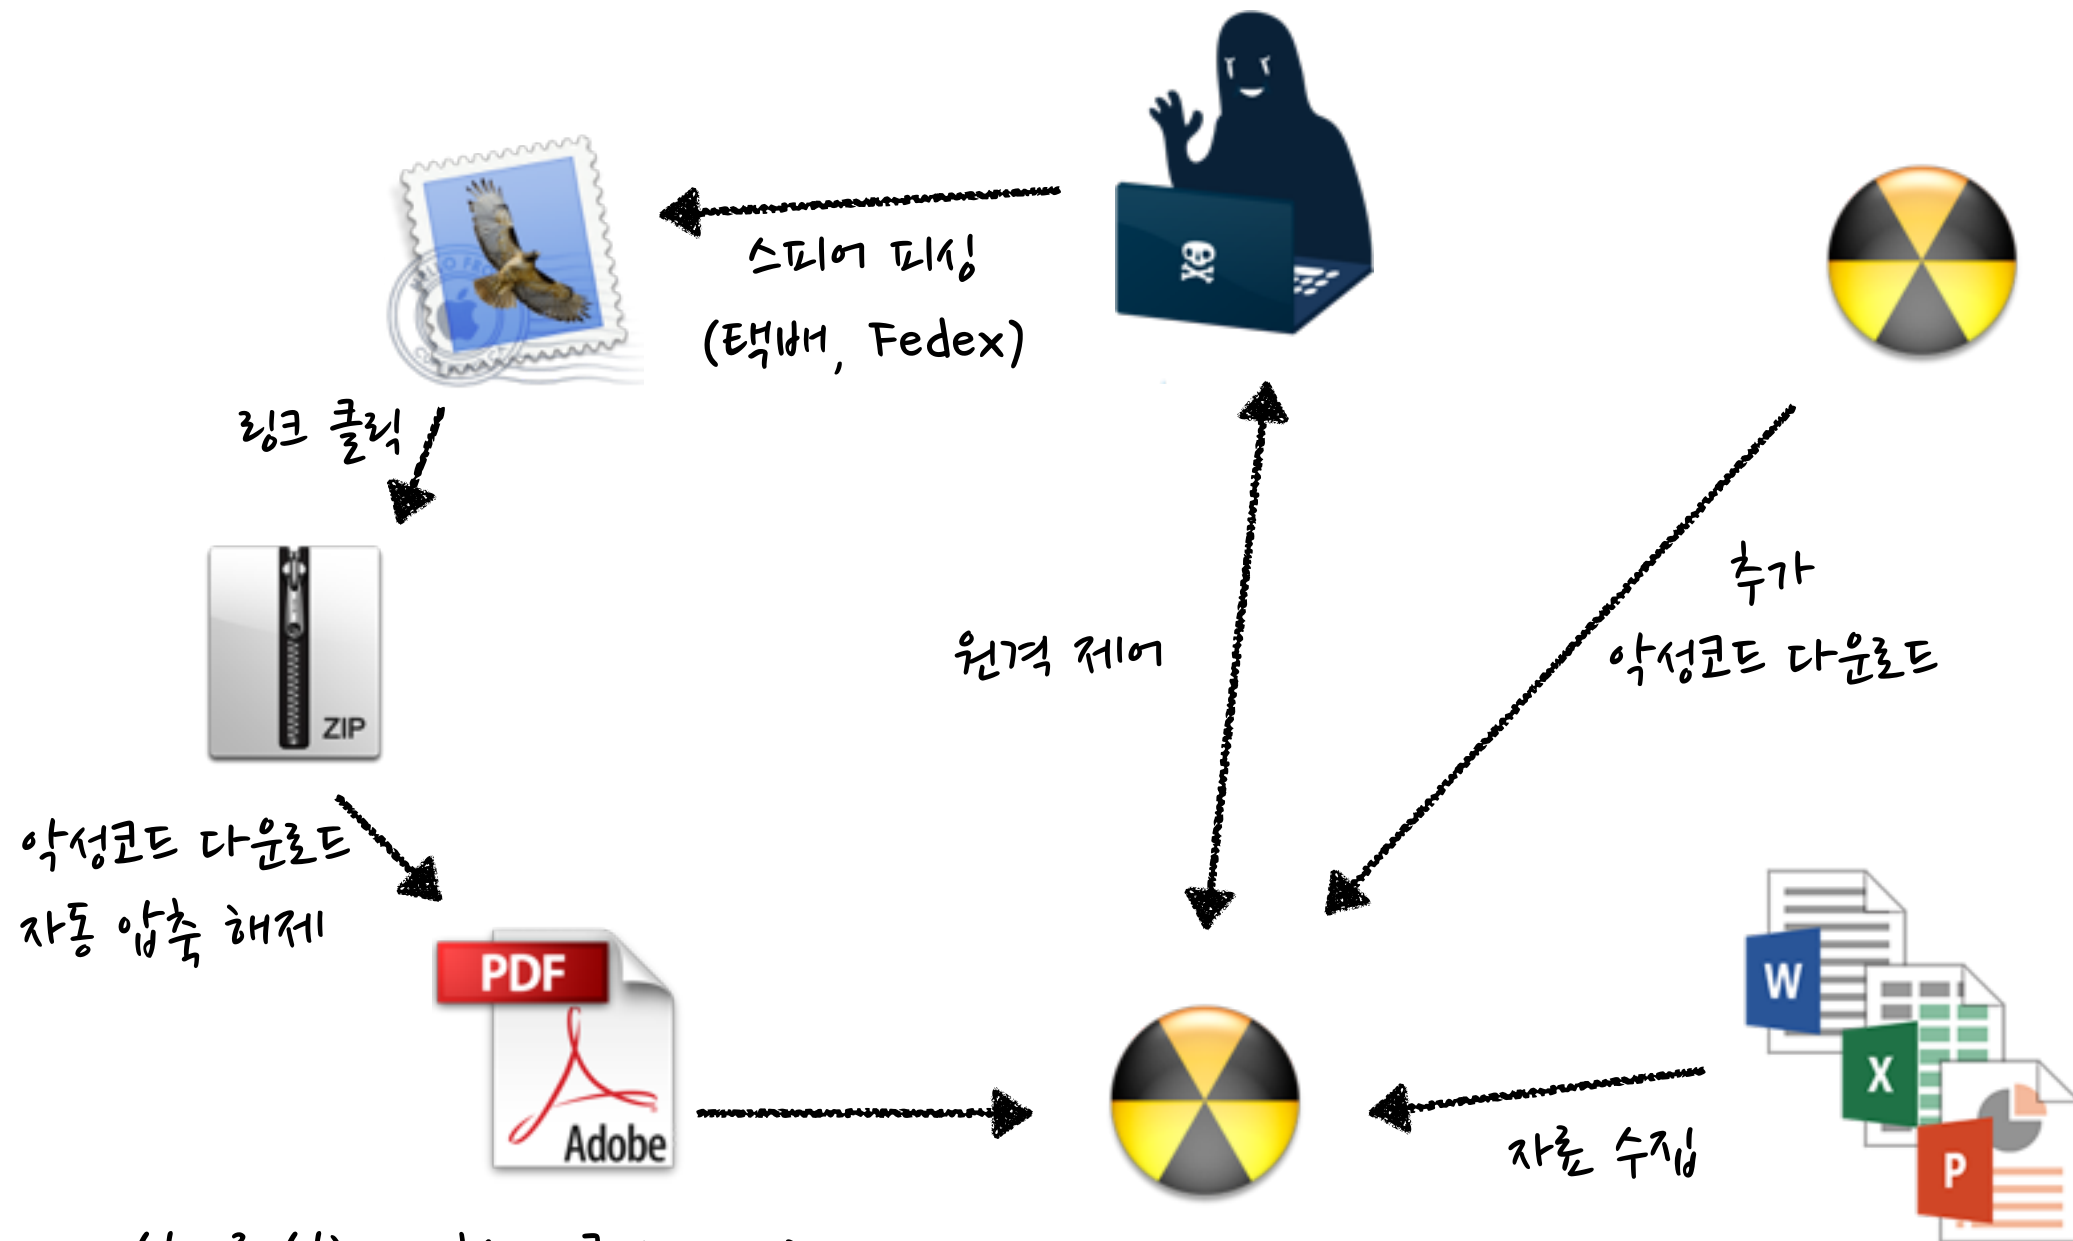 스피어 피싱
(택배, Fedex)
링크 클릭
ZIP
원격 제어
추가
악성코드 다운로드
악성코드 다운로드
자동 압축 해제
PDF
Adobe
W
X
P
자료 수집